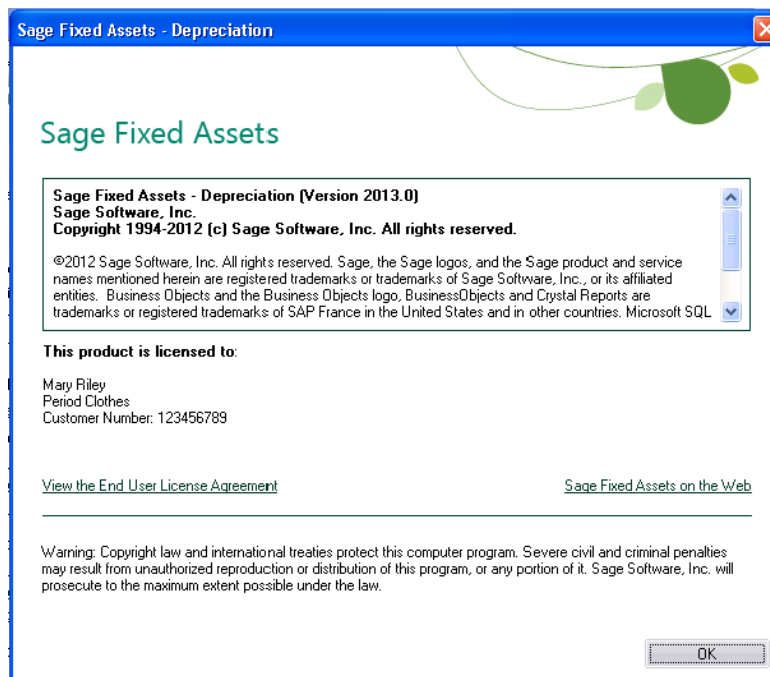 Sage Fixed Assets - Depreciation
Sage Fixed Assets
Sage Fixed Assets - Depreciation (Version 2013.0)
Sage Software, Inc.
Copyright 1994-2012 (c) Sage Software, Inc. All rights reserved.
©2012 Sage Software, Inc. All rights reserved. Sage, the Sage logos, and the Sage product and service
names mentioned herein are registered trademarks or trademarks of Sage Software, Inc., or its affiliated
entities. Business Objects and the Business Objects logo, BusinessObjects and Crystal Reports are
trademarks or registered trademarks of SAP France in the United States and in other countries. Microsoft SQL
This product is licensed to:
Mary Riley
Period Clothes
Customer Number: 123456789
View the End User License Agreement
Sage Fixed Assets on the Web
Warning: Copyright law and international treaties protect this computer program. Severe civil and criminal penalties
may result from unauthorized reproduction or distribution of this program, or any portion of it. Sage Software, Inc. will
prosecute to the maximum extent possible under the law.
OK